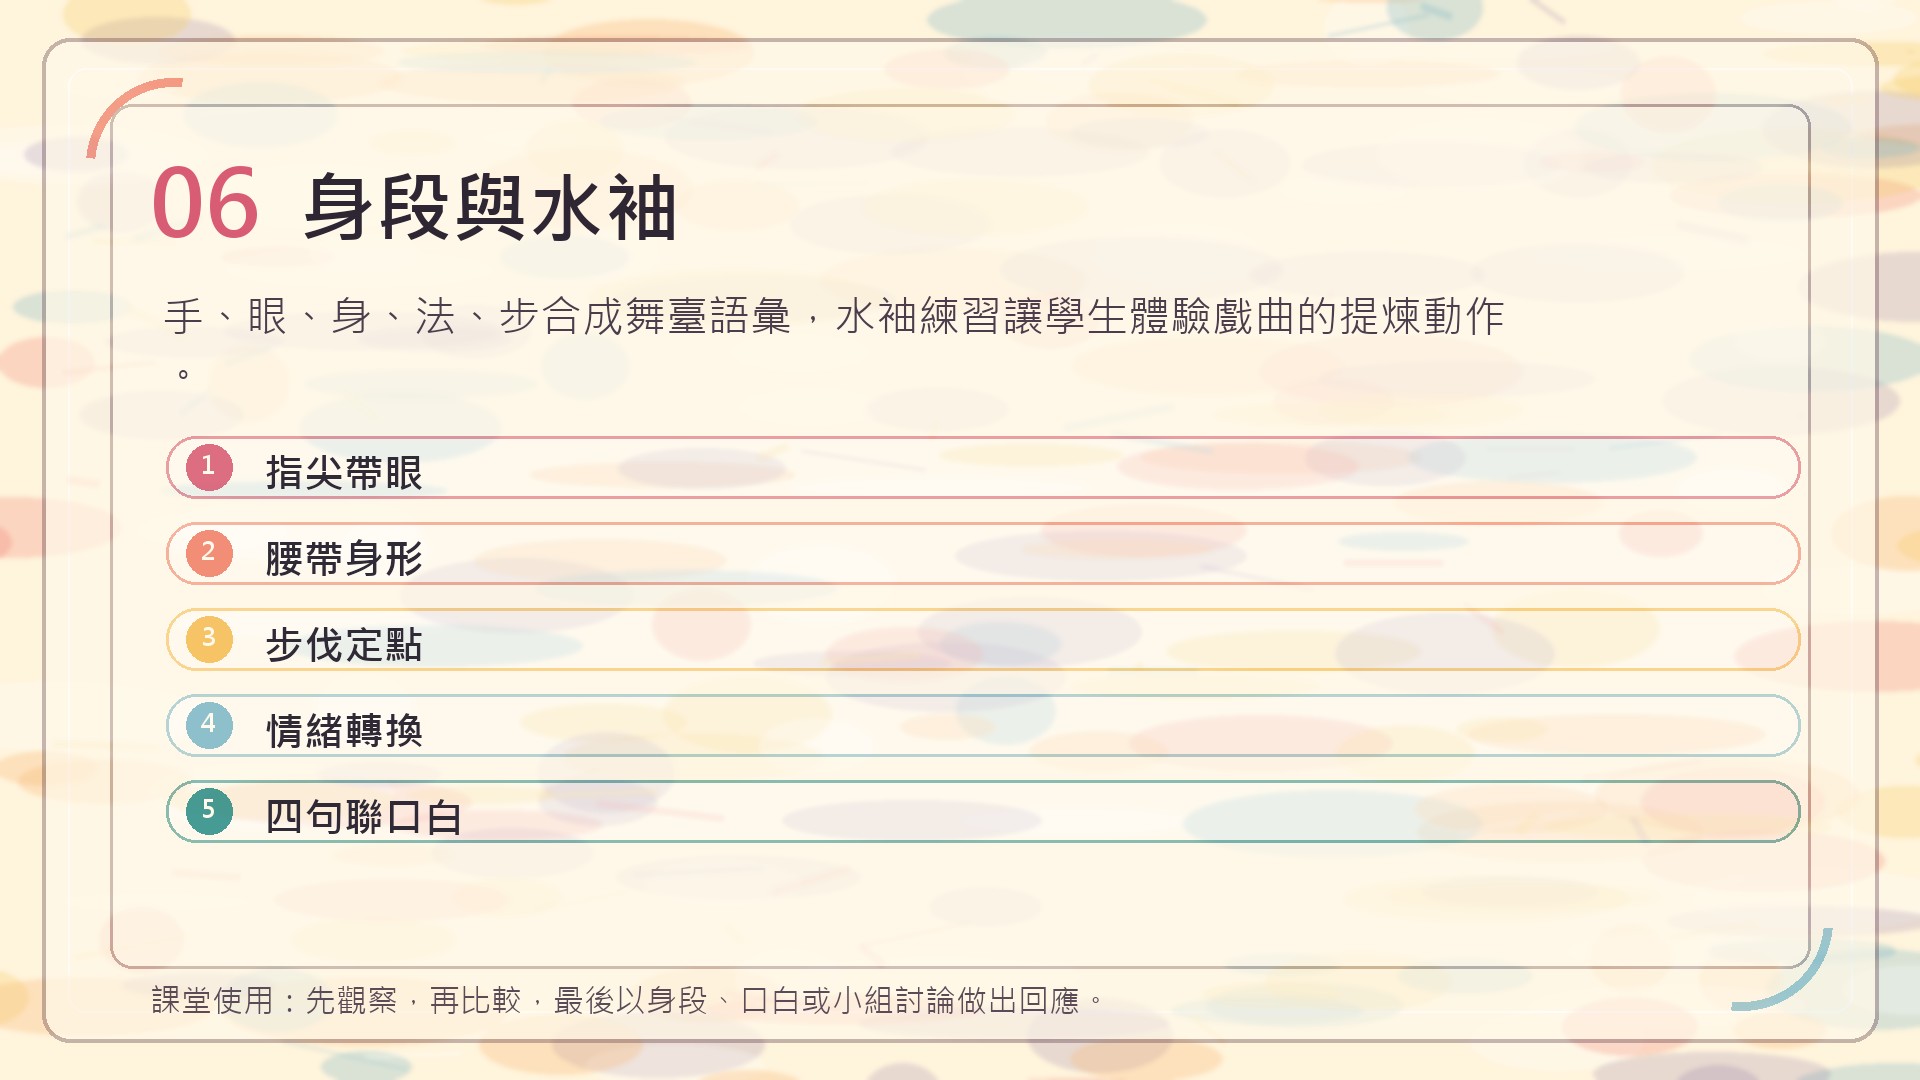 06 身段與水袖
手、眼、身、法、步合成舞臺語彙，水袖練習讓學生體驗戲曲的提煉動作
。
1 指尖帶眼
2 腰帶身形
3 步伐定點
4 情緒轉換
5 四句聯口白
課堂使用：先觀察，再比較，最後以身段、口白或小組討論做出回應。